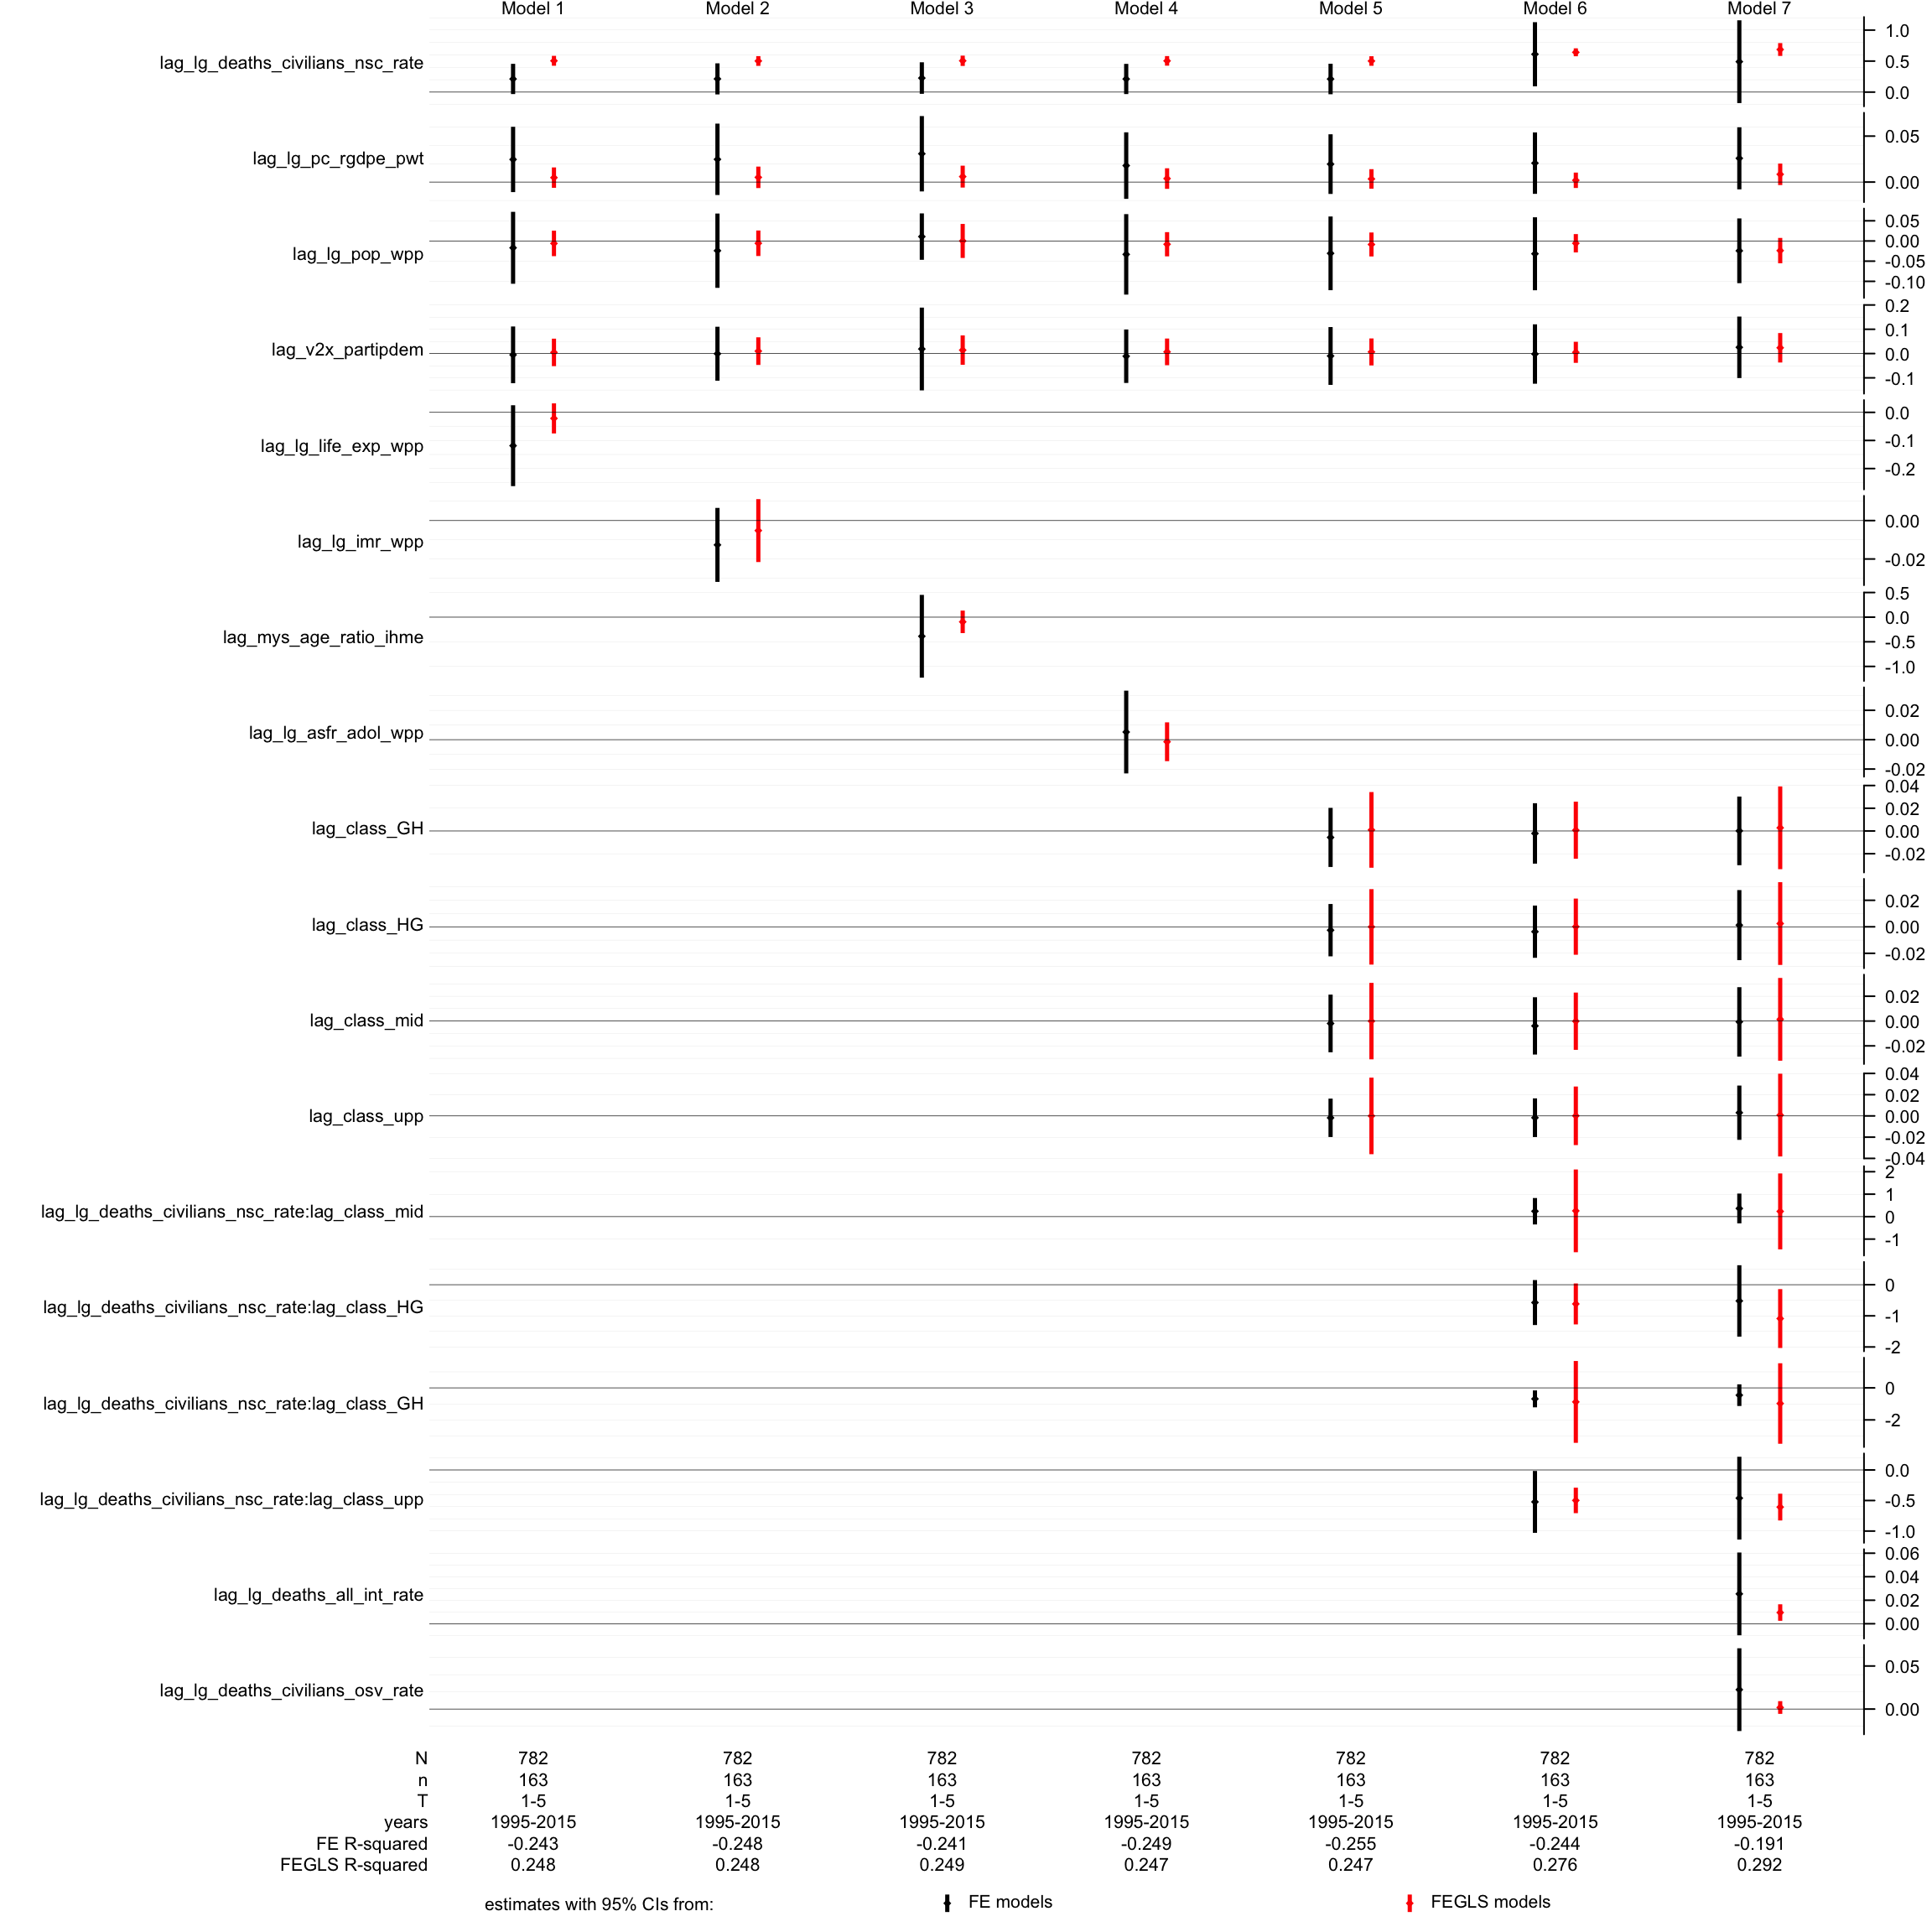 Model 1 Model 2 Model 3 Model 4 Model 5 Model 6 Model 7
lag_lg_deaths_civilians_nsc_rate 1.0 0.5 0.0
lag_lg_pc_rgdpe_pwt 0.05 0.00
lag_lg_pop_wpp 0.05 0.00 -0.05 -0.10
lag_v2x_partipdem 0.2 0.1 0.0 -0.1
lag_lg_life_exp_wpp 0.0 -0.1 -0.2
lag_lg_imr_wpp 0.00 -0.02
lag_mys_age_ratio_ihme 0.5 0.0 -0.5 -1.0
lag_lg_asfr_adol_wpp 0.02 0.00 -0.02
lag_class_GH 0.04 0.02 0.00 -0.02
lag_class_HG 0.02 0.00 -0.02
lag_class_mid 0.02 0.00 -0.02
lag_class_upp 0.04 0.02 0.00 -0.02 -0.04
lag_lg_deaths_civilians_nsc_rate:lag_class_mid 2 1 0 -1
lag_lg_deaths_civilians_nsc_rate:lag_class_HG 0 -1 -2
lag_lg_deaths_civilians_nsc_rate:lag_class_GH 0 -2
lag_lg_deaths_civilians_nsc_rate:lag_class_upp 0.0 -0.5 -1.0
lag_lg_deaths_all_int_rate 0.06 0.04 0.02 0.00
lag_lg_deaths_civilians_osv_rate 0.05 0.00
N 782 782 782 782 782 782 782
n 163 163 163 163 163 163 163
T 1-5 1-5 1-5 1-5 1-5 1-5 1-5
years 1995-2015 1995-2015 1995-2015 1995-2015 1995-2015 1995-2015 1995-2015
FE R-squared -0.243 -0.248 -0.241 -0.249 -0.255 -0.244 -0.191
FEGLS R-squared 0.248 0.248 0.249 0.247 0.247 0.276 0.292
estimates with 95% CIs from: FE models FEGLS models